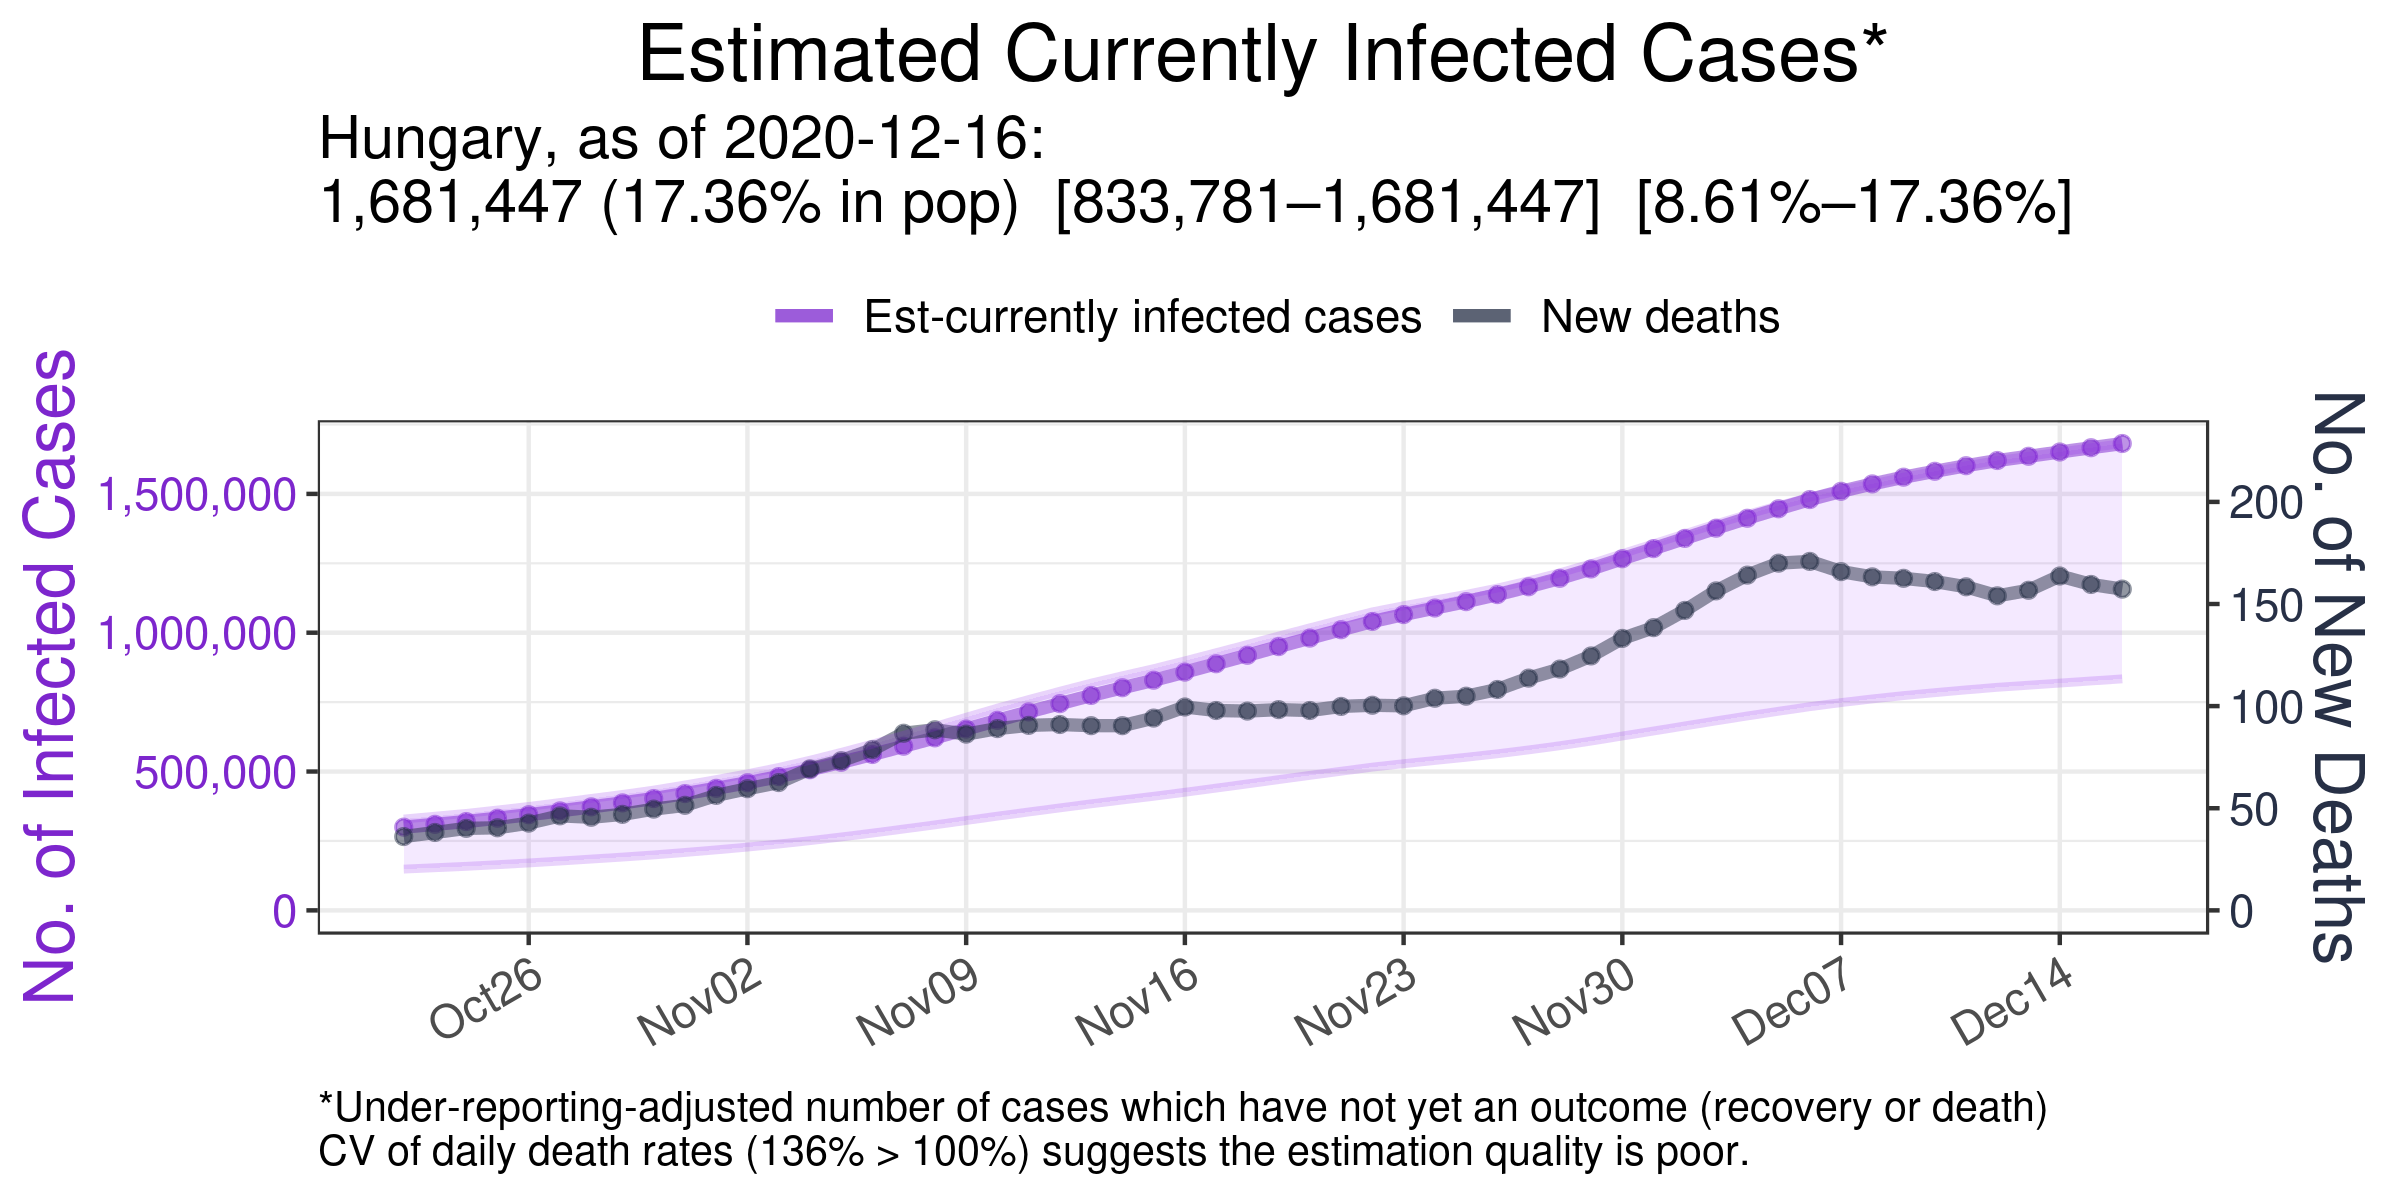 Estimated Currently Infected Cases*
Hungary, as of 2020-12-16:
1,681,447 (17.36% in pop)  [833,781–1,681,447]  [8.61%–17.36%]
Est-currently infected cases
New deaths
No. of Infected Cases
1,500,000
1,000,000
500,000
0
No. of New Deaths
200
150
100
50
0
Oct26
Nov02
Nov09
Nov16
Nov23
Nov30
Dec07
Dec14
*Under-reporting-adjusted number of cases which have not yet an outcome (recovery or death)
CV of daily death rates (136% > 100%) suggests the estimation quality is poor.